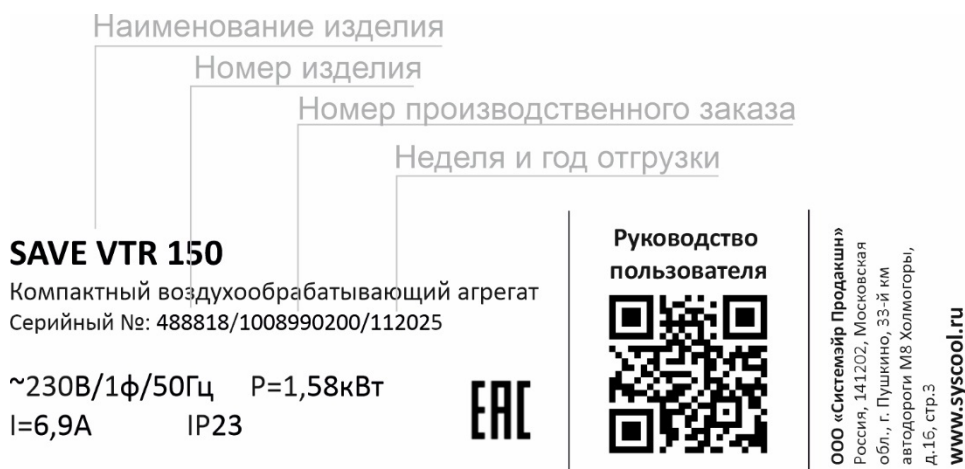 Наименование изделия
Номер изделия
Номер производственного заказа
Неделя и год отгрузки
SAVE VTR 150
Компактный воздухообрабатывающий агрегат
Серийный №: 488818/1008990200/112025
~230В/1ф/50Гц P=1,58кВт
I=6,9А IP23
EAC
Руководство
пользователя
ООО «Системэйр Продакшн»
Россия, 141202, Московская
обл., г. Пушкино, 33-й км
автодороги М8 Холмогоры,
д.16, стр.3
www.syscool.ru